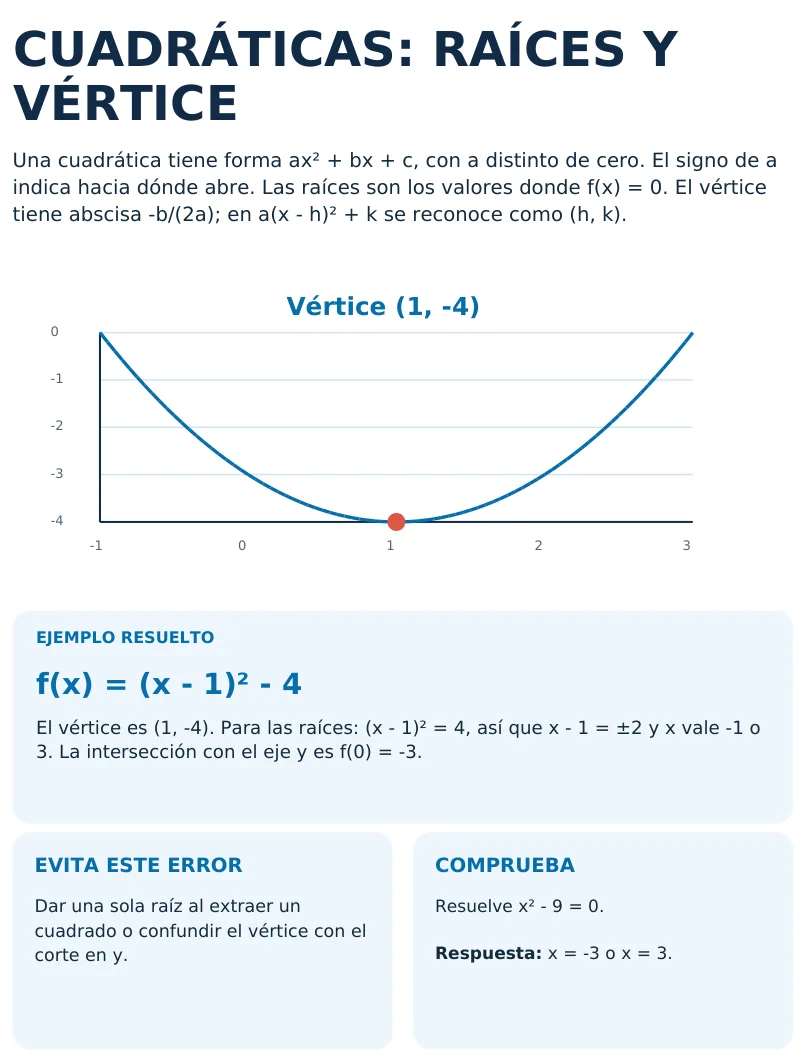 CUADRÁTICAS: RAÍCES Y
VÉRTICE
Una cuadrática tiene forma ax² + bx + c, con a distinto de cero. El signo de a
indica hacia dónde abre. Las raíces son los valores donde f(x) = 0. El vértice
tiene abscisa -b/(2a); en a(x - h)² + k se reconoce como (h, k).
Vértice (1, -4)
0
-1
-2
-3
-4
-1 0 1 2 3
EJEMPLO RESUELTO
f(x) = (x - 1)² - 4
El vértice es (1, -4). Para las raíces: (x - 1)² = 4, así que x - 1 = ±2 y x vale -1 o
3. La intersección con el eje y es f(0) = -3.
EVITA ESTE ERROR
Dar una sola raíz al extraer un
cuadrado o confundir el vértice con el
corte en y.
COMPRUEBA
Resuelve x² - 9 = 0.
Respuesta: x = -3 o x = 3.